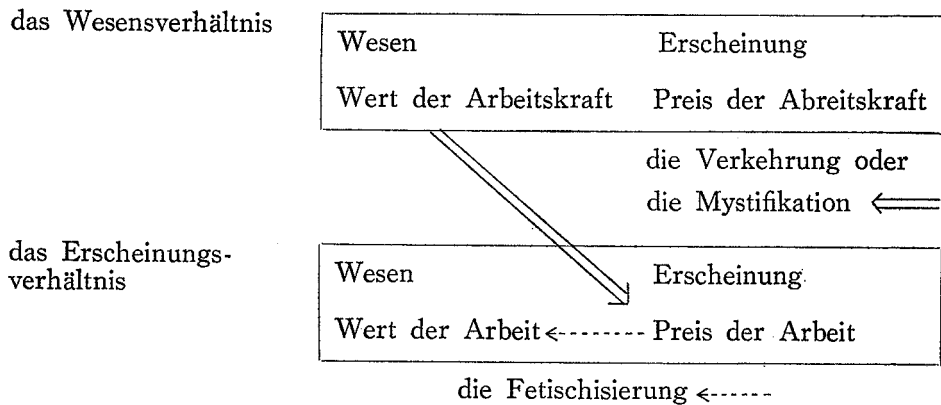 das Wesensverhältnis
Wesen Erscheinung
Wert der Arbeitskraft Preis der Abreitskraft
die Verkehrung oder
die Mystifikation
das Erscheinungs-
verhältnis
Wesen Erscheinung
Wert der Arbeit Preis der Arbeit
die Fetischisierung